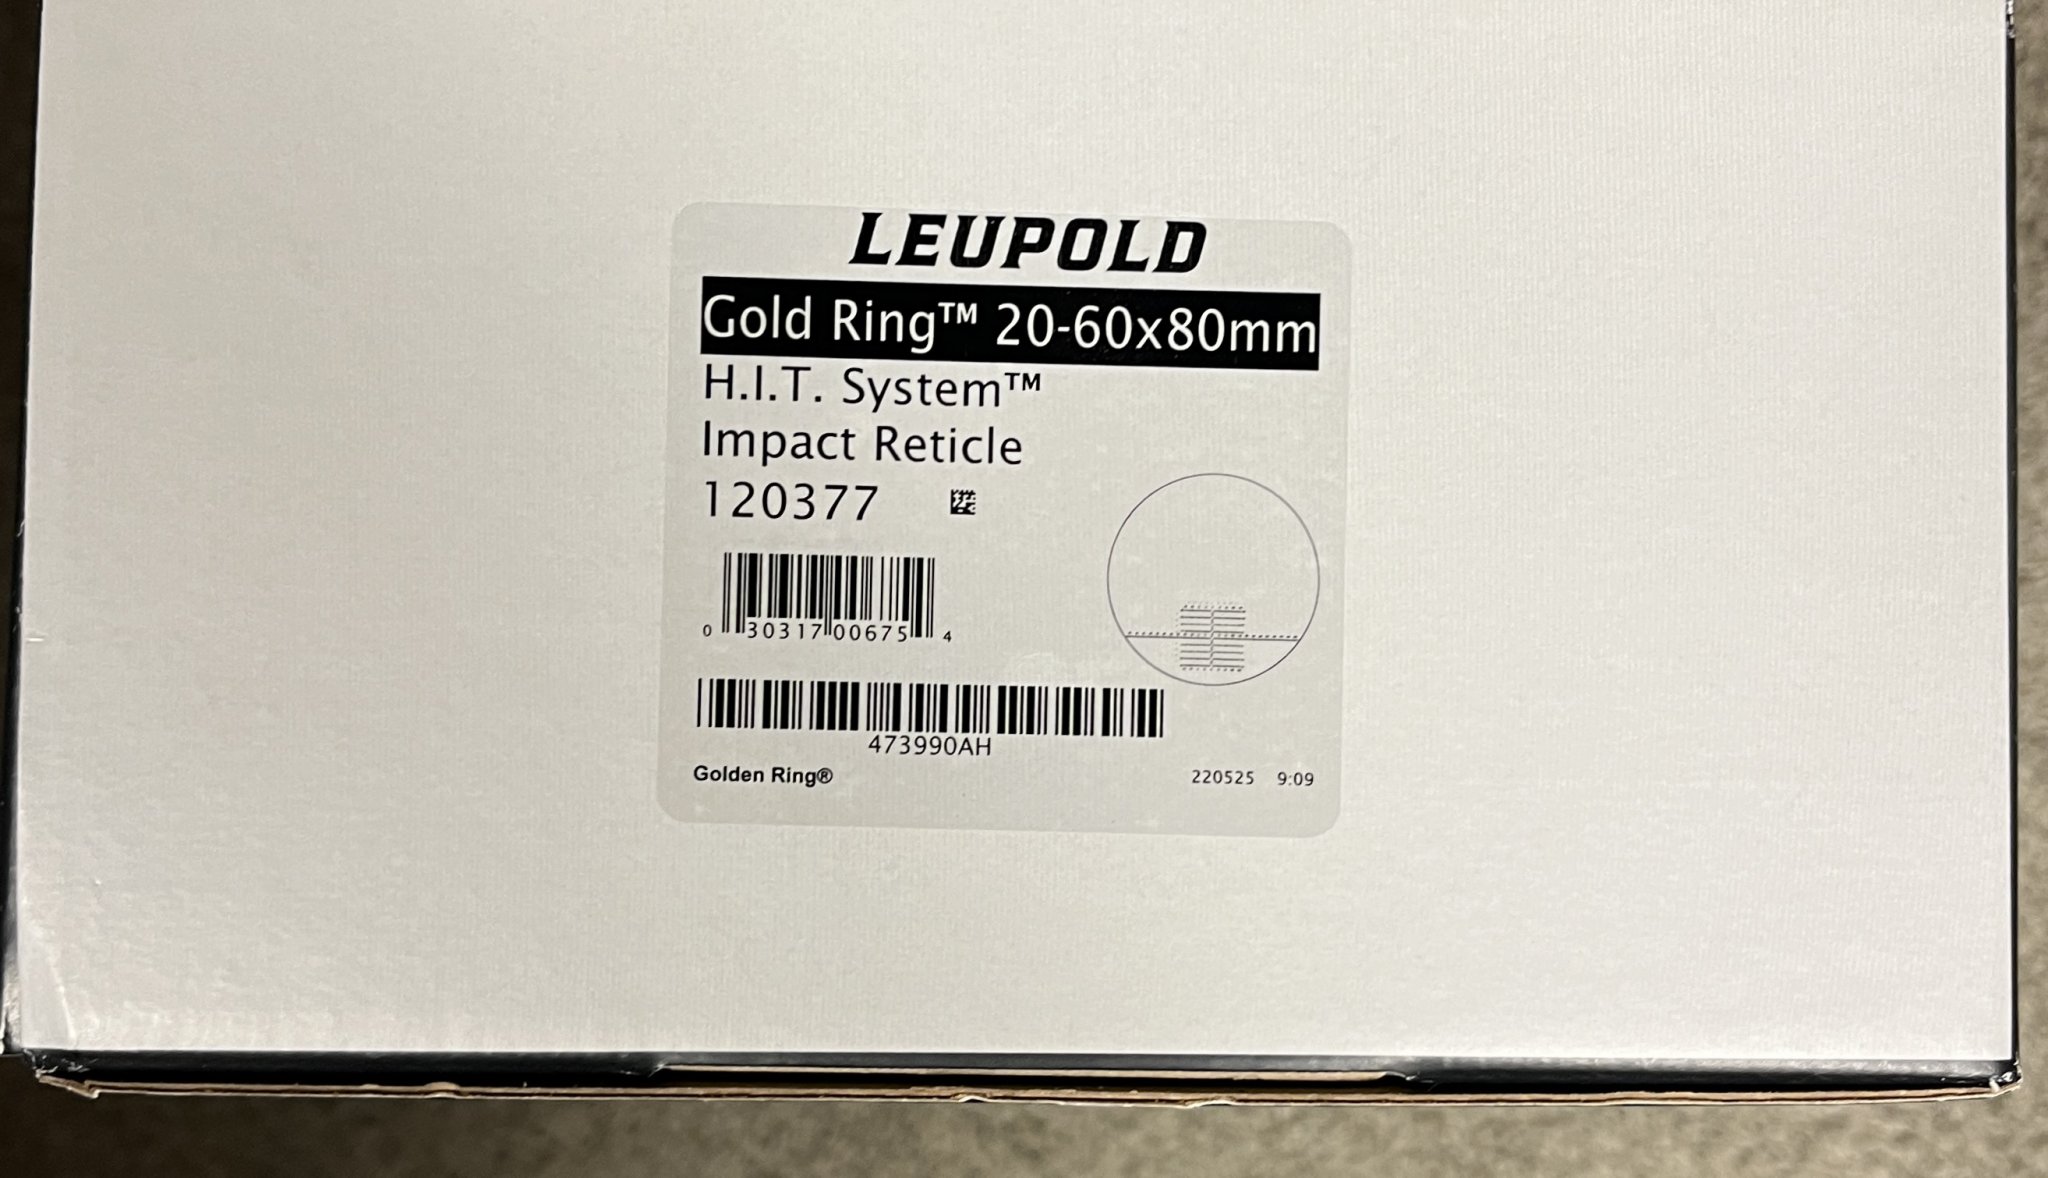 LEUPOLD
Gold Ring™ 20-60x80mm
H.I.T. System™
Impact Reticle
120377
0 30317 00675 4
473990AH
Golden Ring® 220525 9:09